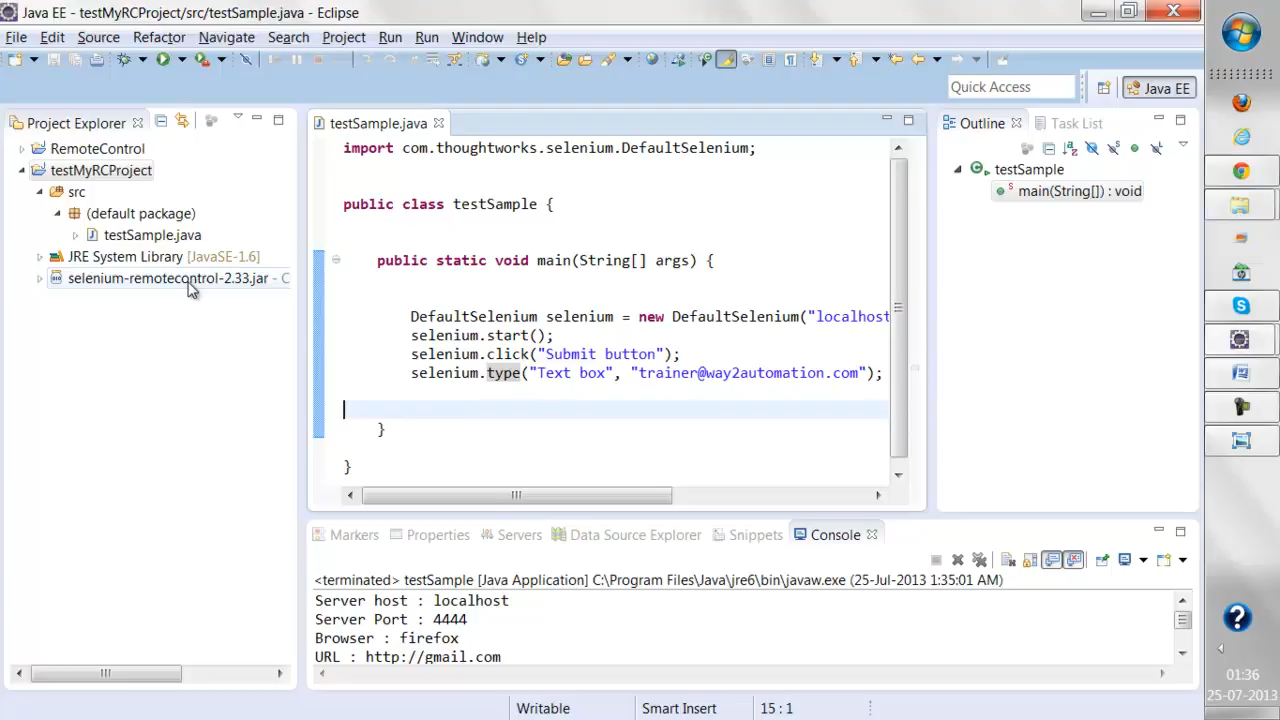 Java EE - testMyRCProject/src/testSample.java - Eclipse
File Edit Source Refactor Navigate Search Project Run Run Window Help
Quick Access
Java EE
Project Explorer
RemoteControl
testMyRCProject
src
(default package)
testSample.java
JRE System Library [JavaSE-1.6]
selenium-remotecontrol-2.33.jar - C
testSample.java
import com.thoughtworks.selenium.DefaultSelenium;
public class testSample {
public static void main(String[] args) {
DefaultSelenium selenium = new DefaultSelenium("localhost
selenium.start();
selenium.click("Submit button");
selenium.type("Text box", "trainer@way2automation.com");
}
}
Outline Task List
testSample
main(String[]) : void
Markers Properties Servers Data Source Explorer Snippets Console
<terminated> testSample [Java Application] C:\Program Files\Java\jre6\bin\javaw.exe (25-Jul-2013 1:35:01 AM)
Server host : localhost
Server Port : 4444
Browser : firefox
URL : http://gmail.com
Writable Smart Insert 15 : 1
01:36
25-07-2013